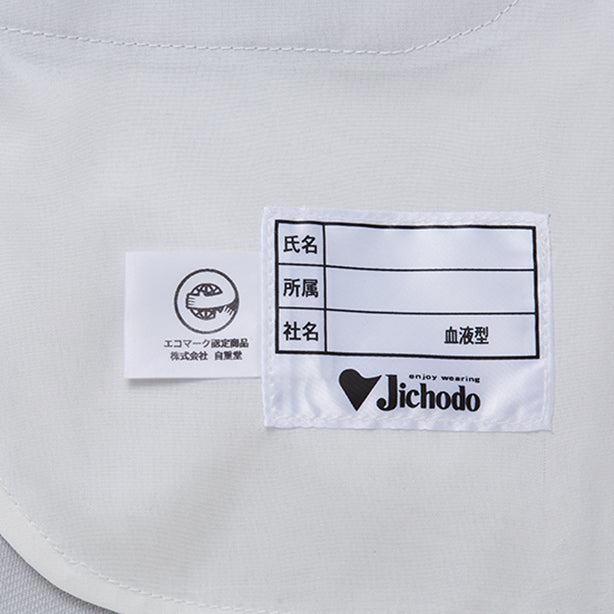 エコマーク認定商品
株式会社 自重堂
氏名
所属
社名 血液型
enjoy wearing
Jichodo